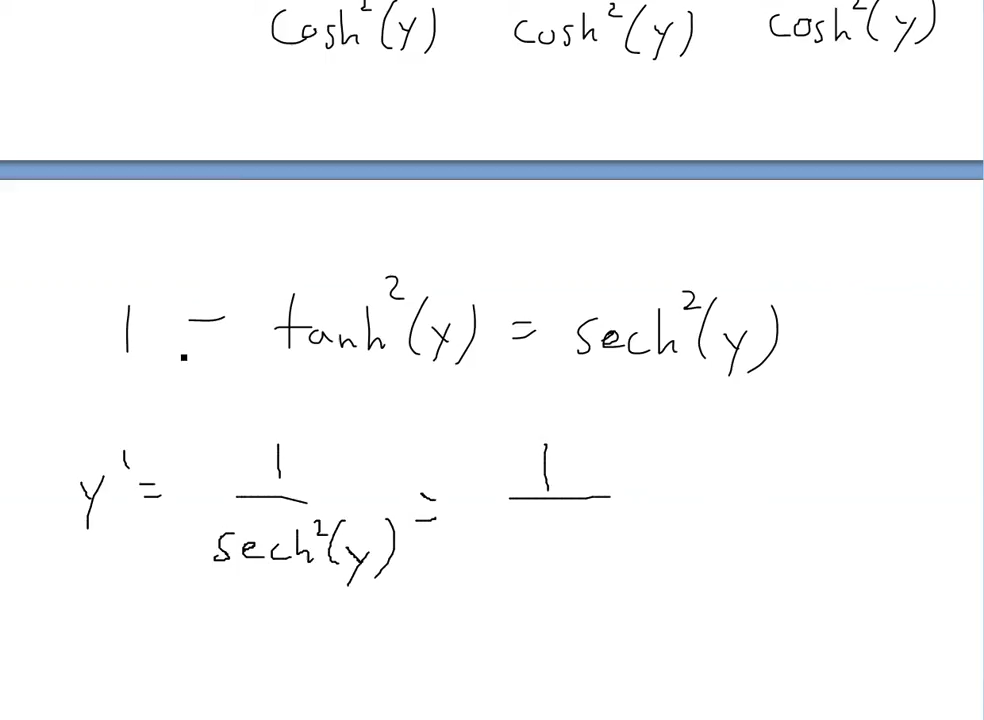 cosh²(y) cosh²(y) cosh²(y)
1 - tanh²(y) = sech²(y)
y' = 1/sech²(y) = 1/